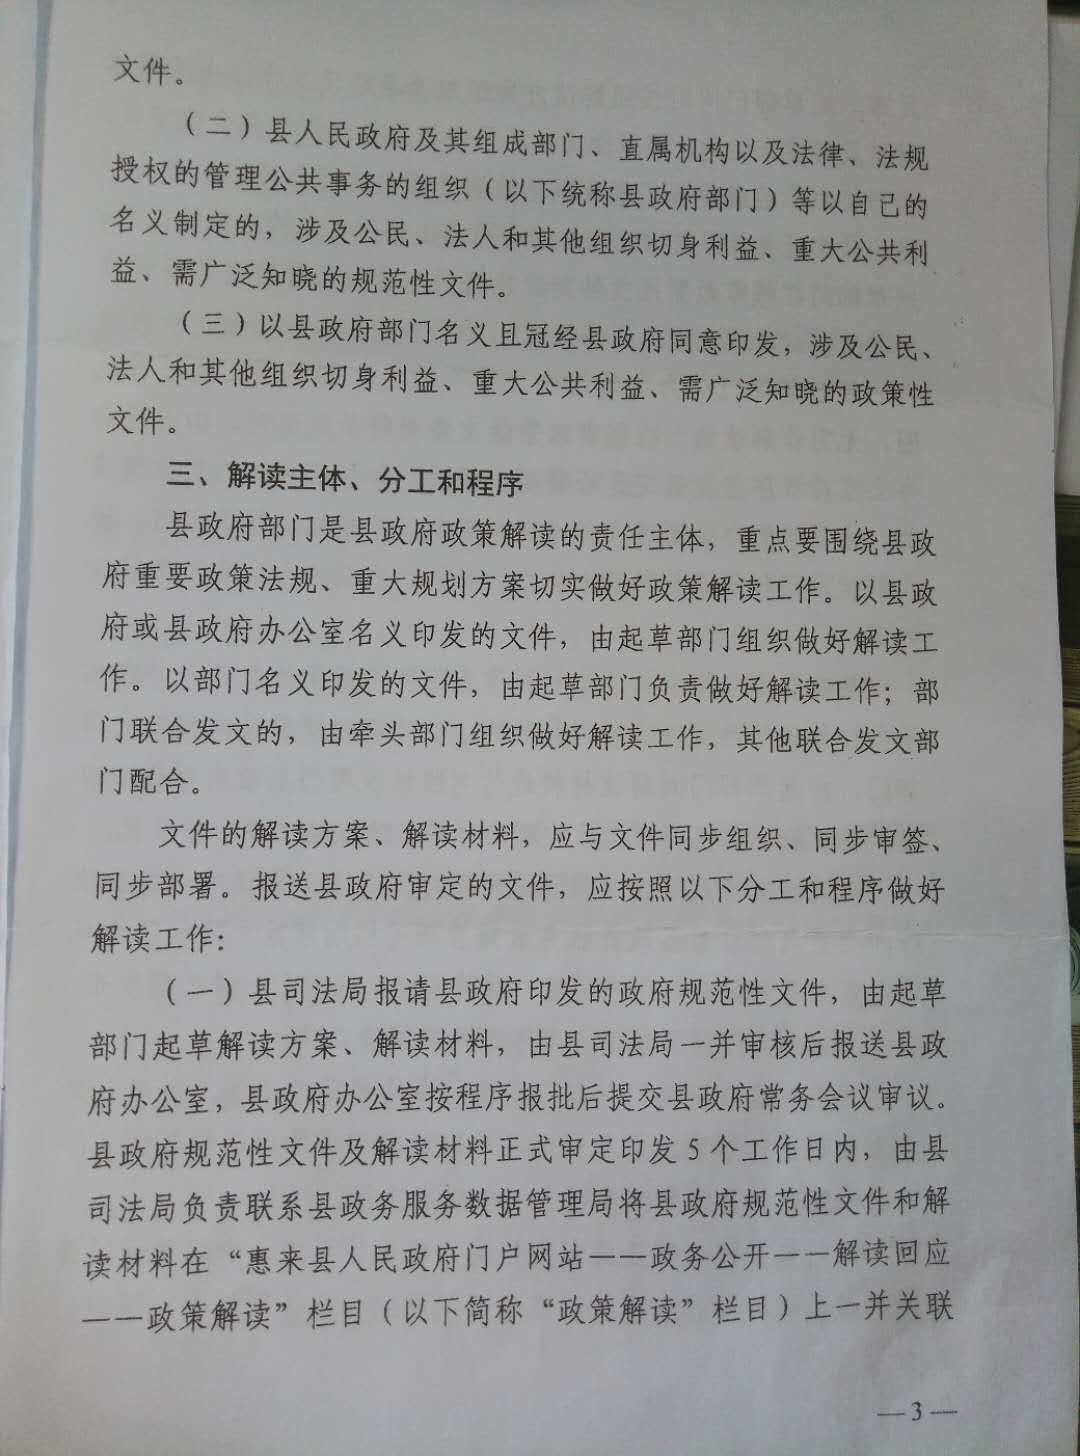 文件。
（二）县人民政府及其组成部门、直属机构以及法律、法规
授权的管理公共事务的组织（以下统称县政府部门）等以自己的
名义制定的，涉及公民、法人和其他组织切身利益、重大公共利
益、需广泛知晓的规范性文件。
（三）以县政府部门名义且冠经县政府同意印发，涉及公民、
法人和其他组织切身利益、重大公共利益、需广泛知晓的政策性
文件。
三、解读主体、分工和程序
县政府部门是县政府政策解读的责任主体，重点要围绕县政
府重要政策法规、重大规划方案切实做好政策解读工作。以县政
府或县政府办公室名义印发的文件，由起草部门组织做好解读工
作。以部门名义印发的文件，由起草部门负责做好解读工作；部
门联合发文的，由牵头部门组织做好解读工作，其他联合发文部
门配合。
文件的解读方案、解读材料，应与文件同步组织、同步审签、
同步部署。报送县政府审定的文件，应按照以下分工和程序做好
解读工作：
（一）县司法局报请县政府印发的政府规范性文件，由起草
部门起草解读方案、解读材料，由县司法局一并审核后报送县政
府办公室，县政府办公室按程序报批后提交县政府常务会议审议。
县政府规范性文件及解读材料正式审定印发5个工作日内，由县
司法局负责联系县政务服务数据管理局将县政府规范性文件和解
读材料在“惠来县人民政府门户网站——政务公开——解读回应
——政策解读”栏目（以下简称“政策解读”栏目）上一并关联
—3—